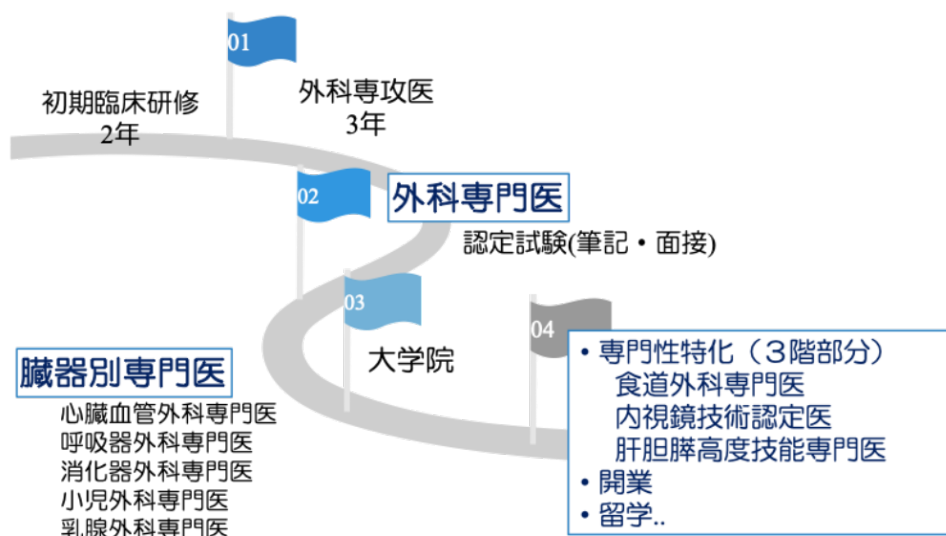 01
初期臨床研修
2年
外科専攻医
3年
02
外科専門医
認定試験(筆記・面接)
03
大学院
臓器別専門医
心臓血管外科専門医
呼吸器外科専門医
消化器外科専門医
小児外科専門医
乳腺外科専門医
04
• 専門性特化（３階部分）
食道外科専門医
内視鏡技術認定医
肝胆膵高度技能専門医
• 開業
• 留学..